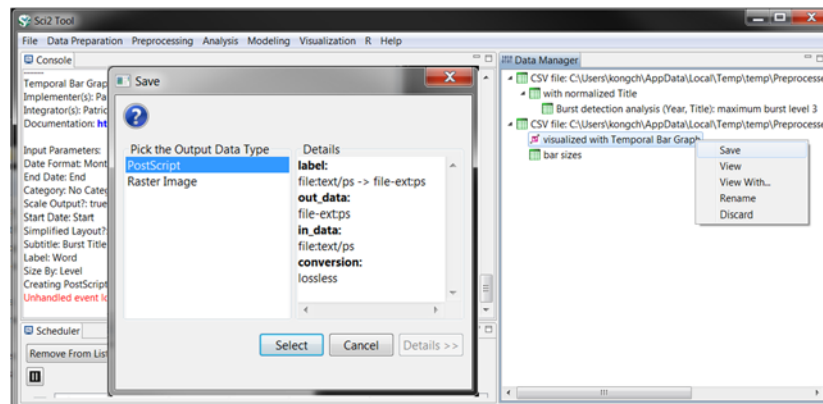 Sci2 Tool
File Data Preparation Preprocessing Analysis Modeling Visualization R Help
Console
Temporal Bar Grap
Implementer(s): Pa
Integrator(s): Patric
Documentation: ht
Input Parameters:
Date Format: Mont
End Date: End
Category: No Categ
Scale Output?: true
Start Date: Start
Simplified Layout?:
Subtitle: Burst Title
Label: Word
Size By: Level
Creating PostScript
Unhandled event lo
Scheduler
Remove From List
Save
Pick the Output Data Type
PostScript
Raster Image
Details
label:
file:text/ps -> file-ext:ps
out_data:
file-ext:ps
in_data:
file:text/ps
conversion:
lossless
Select Cancel Details >>
Data Manager
CSV file: C:\Users\kongch\AppData\Local\Temp\temp\Preprocesse
with normalized Title
Burst detection analysis (Year, Title): maximum burst level 3
CSV file: C:\Users\kongch\AppData\Local\Temp\temp\Preprocesse
visualized with Temporal Bar Graph
bar sizes
Save
View
View With...
Rename
Discard